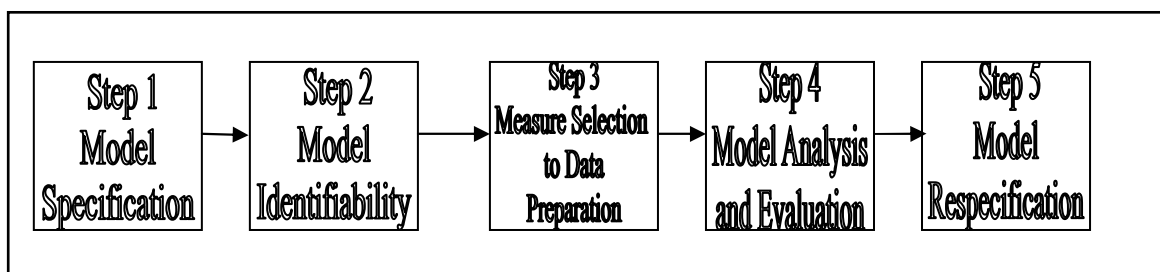 Step 1
Model
Specification
Step 2
Model
Identifiability
Step 3
Measure Selection
to Data
Preparation
Step 4
Model Analysis
and Evaluation
Step 5
Model
Respecification